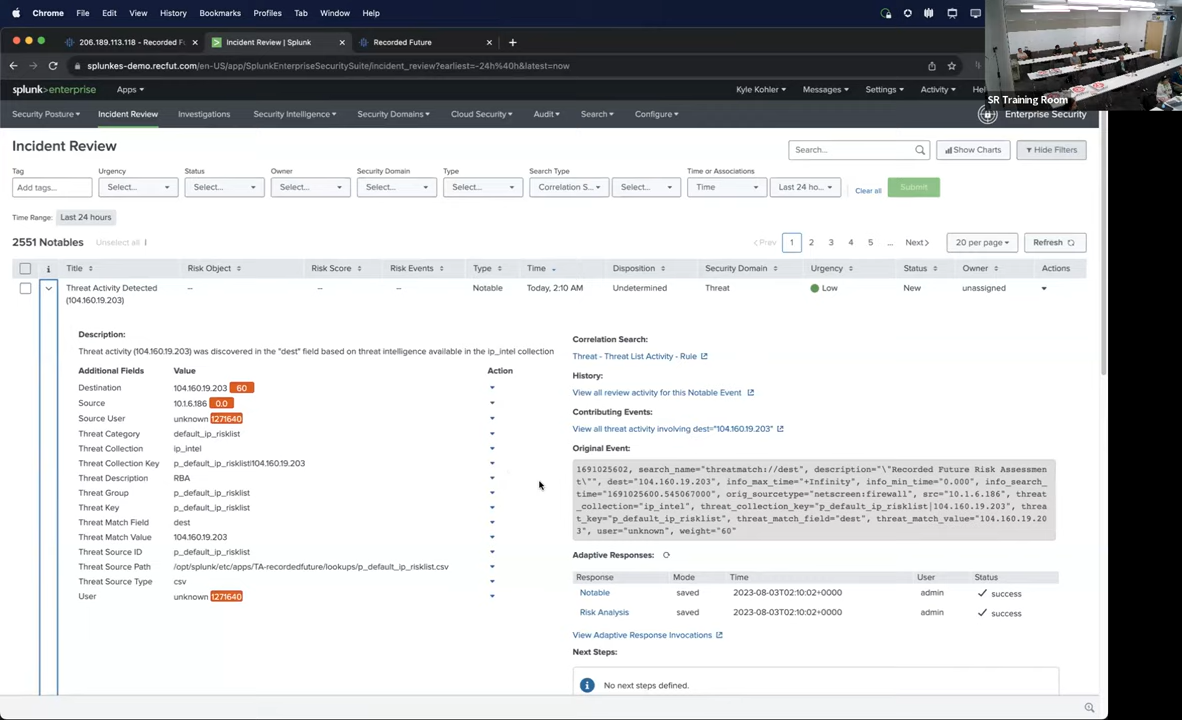 Chrome File Edit View History Bookmarks Profiles Tab Window Help
206.189.113.118 - Recorded F
Incident Review | Splunk
Recorded Future
splunkes-demo.recfut.com/en-US/app/SplunkEnterpriseSecuritySuite/incident_review?earliest=-24h%40h&latest=now
SR Training Room
splunk>enterprise Apps Kyle Kohler Messages Settings Activity Hel
Security Posture Incident Review Investigations Security Intelligence Security Domains Cloud Security Audit Search Configure Enterprise Security
Incident Review
Search... Show Charts Hide Filters
Tag Urgency Status Owner Security Domain Type Search Type Time or Associations
Add tags... Select... Select... Select... Select... Select... Correlation S... Select... Time Last 24 ho... Clear all Submit
Time Range: Last 24 hours
2551 Notables Unselect all i < Prev 1 2 3 4 5 ... Next > 20 per page Refresh
i Title Risk Object Risk Score Risk Events Type Time Disposition Security Domain Urgency Status Owner Actions
Threat Activity Detected -- -- -- Notable Today, 2:10 AM Undetermined Threat Low New unassigned
(104.160.19.203)
Description:
Threat activity (104.160.19.203) was discovered in the "dest" field based on threat intelligence available in the ip_intel collection
Additional Fields Value Action
Destination 104.160.19.203 60
Source 10.1.6.186 0.0
Source User unknown 1271640
Threat Category default_ip_risklist
Threat Collection ip_intel
Threat Collection Key p_default_ip_risklist|104.160.19.203
Threat Description RBA
Threat Group p_default_ip_risklist
Threat Key p_default_ip_risklist
Threat Match Field dest
Threat Match Value 104.160.19.203
Threat Source ID p_default_ip_risklist
Threat Source Path /opt/splunk/etc/apps/TA-recordedfuture/lookups/p_default_ip_risklist.csv
Threat Source Type csv
User unknown 1271640
Correlation Search:
Threat - Threat List Activity - Rule
History:
View all review activity for this Notable Event
Contributing Events:
View all threat activity involving dest="104.160.19.203"
Original Event:
1691025602, search_name="threatmatch://dest", description="\"Recorded Future Risk Assessmen
t\"", dest="104.160.19.203", info_max_time="+Infinity", info_min_time="0.000", info_search_
time="1691025600.545067000", orig_sourcetype="netscreen:firewall", src="10.1.6.186", threat
_collection="ip_intel", threat_collection_key="p_default_ip_risklist|104.160.19.203", threa
t_key="p_default_ip_risklist", threat_match_field="dest", threat_match_value="104.160.19.20
3", user="unknown", weight="60"
Adaptive Responses:
Response Mode Time User Status
Notable saved 2023-08-03T02:10:02+0000 admin success
Risk Analysis saved 2023-08-03T02:10:02+0000 admin success
View Adaptive Response Invocations
Next Steps:
i No next steps defined.